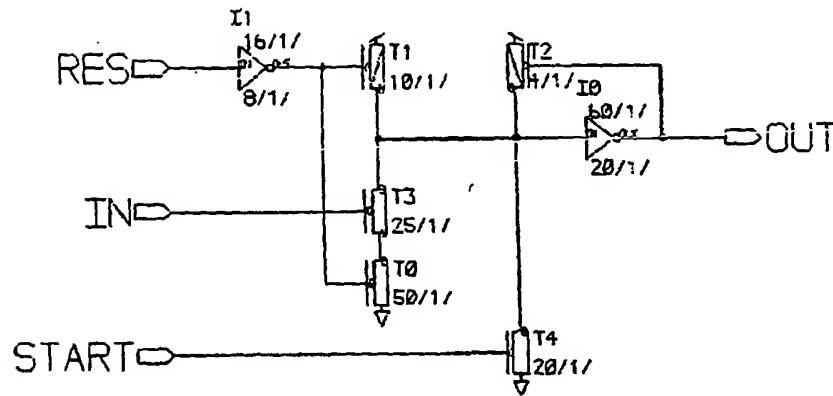 I1
16/1/
RES
8/1/
T1
10/1/
T2
4/1/
I0
60/1/
20/1/
OUT
IN
T3
25/1/
T0
50/1/
START
T4
20/1/